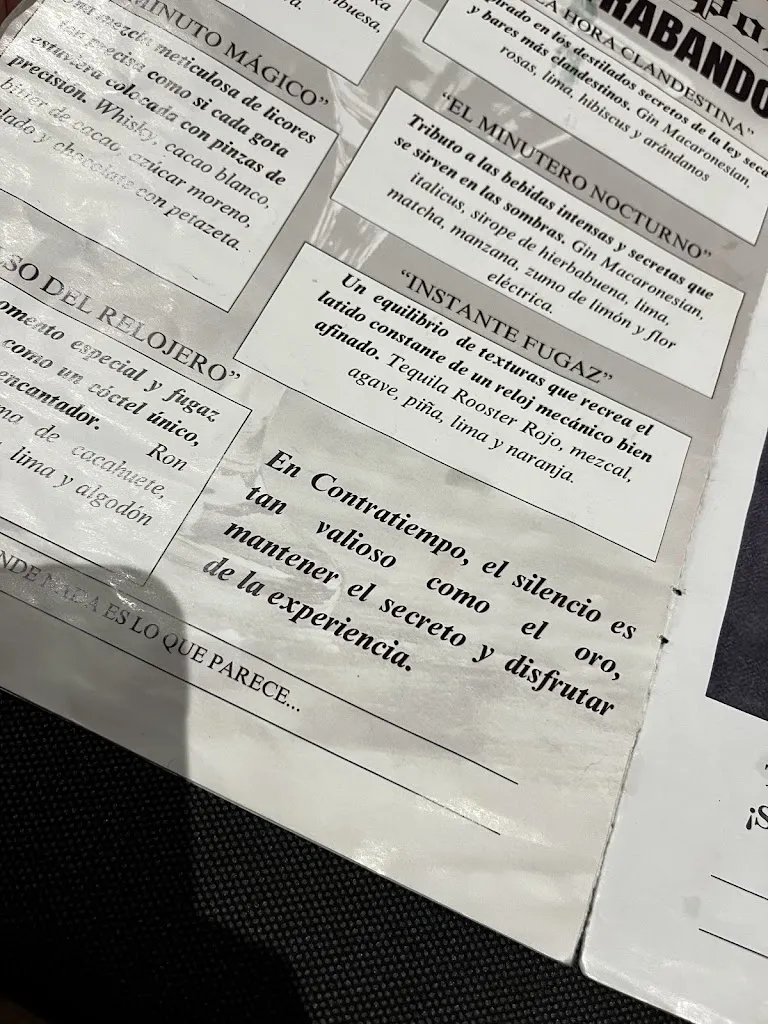 MINUTO MÁGICO"
Una mezcla meticulosa de licores
tan precisa como si cada gota
estuviera colocada con pinzas de
precisión. Whisky, cacao blanco,
bitter de cacao, azúcar moreno,
y chocolate con petazeta.
SO DEL RELOJERO"
omento especial y fugaz
como un cóctel único,
encantador. Ron
de cacahuete,
lima y algodón
NDE NADA ES LO QUE PARECE...
RABANDO
LA HORA CLANDESTINA"
pirado en los destilados secretos de la ley seca
y bares más clandestinos. Gin Macaronesian,
rosas, lima, hibiscus y arándanos
"EL MINUTERO NOCTURNO"
Tributo a las bebidas intensas y secretas que
se sirven en las sombras. Gin Macaronesian,
italicus, sirope de hierbabuena, lima,
matcha, manzana, zumo de limón y flor
eléctrica.
"INSTANTE FUGAZ"
Un equilibrio de texturas que recrea el
latido constante de un reloj mecánico bien
afinado. Tequila Rooster Rojo, mezcal,
agave, piña, lima y naranja.
En Contratiempo, el silencio es
tan valioso como el oro,
mantener el secreto y disfrutar
de la experiencia.